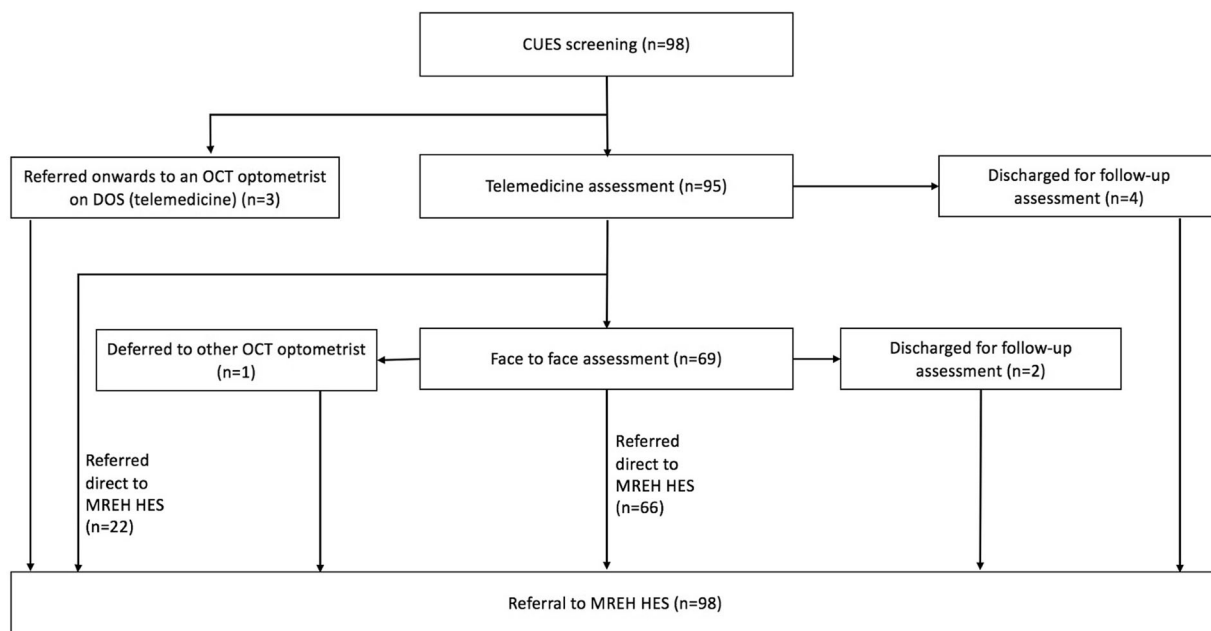 CUES screening (n=98)
Referred onwards to an OCT optometrist
on DOS (telemedicine) (n=3)
Telemedicine assessment (n=95)
Discharged for follow-up
assessment (n=4)
Deferred to other OCT optometrist
(n=1)
Face to face assessment (n=69)
Discharged for follow-up
assessment (n=2)
Referred
direct to
MREH HES
(n=22)
Referred
direct to
MREH HES
(n=66)
Referral to MREH HES (n=98)